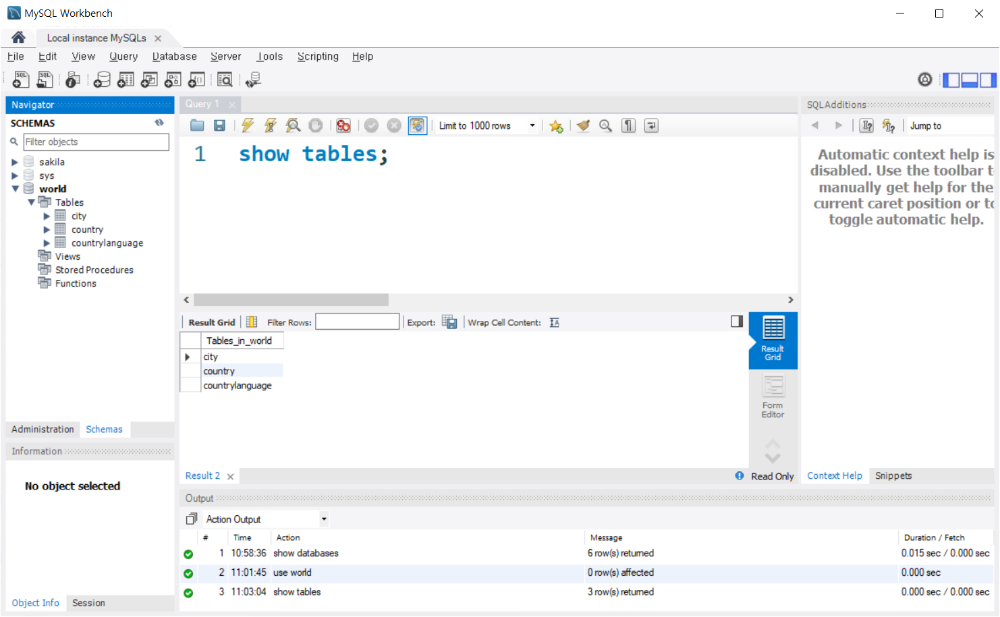 MySQL Workbench
Local instance MySQLs
File Edit View Query Database Server Tools Scripting Help
Navigator
SCHEMAS
Filter objects
sakila
sys
world
Tables
city
country
countrylanguage
Views
Stored Procedures
Functions
Administration Schemas
Information
No object selected
Object Info Session
Query 1
Limit to 1000 rows
1 show tables;
Result Grid Filter Rows: Export: Wrap Cell Content:
Tables_in_world
city
country
countrylanguage
Result
Grid
Form
Editor
Result 2 Read Only
SQLAdditions
Jump to
Automatic context help is
disabled. Use the toolbar
manually get help for the
current caret position or
toggle automatic help.
Context Help Snippets
Output
Action Output
# Time Action Message Duration / Fetch
1 10:58:36 show databases 6 row(s) returned 0.015 sec / 0.000 sec
2 11:01:45 use world 0 row(s) affected 0.000 sec
3 11:03:04 show tables 3 row(s) returned 0.000 sec / 0.000 sec